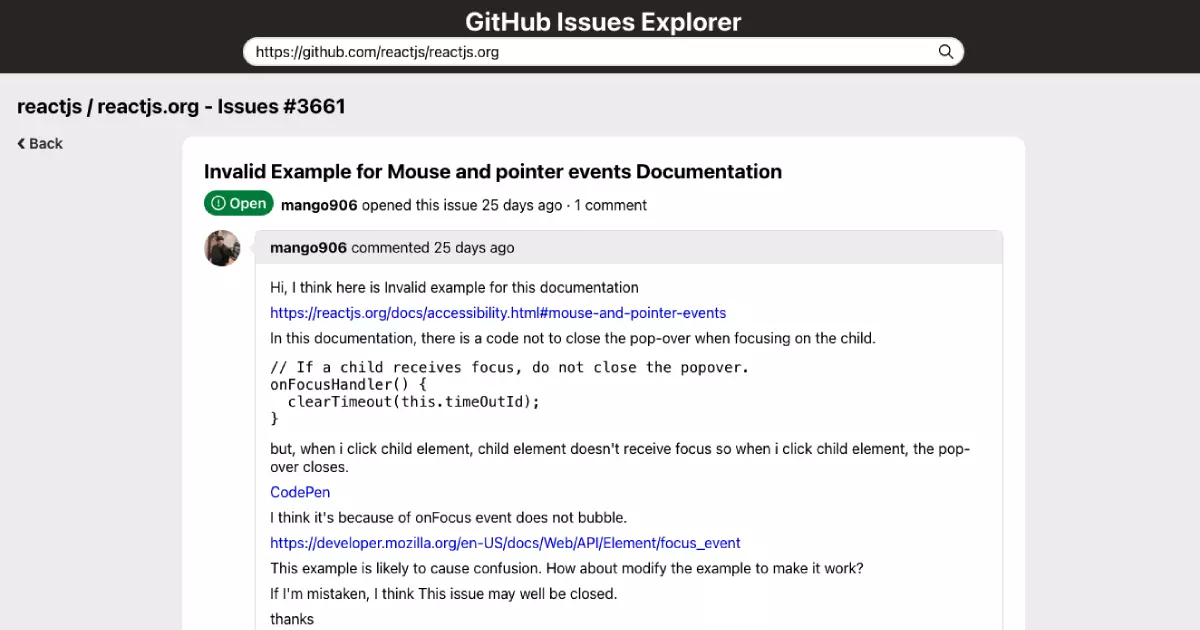 GitHub Issues Explorer
https://github.com/reactjs/reactjs.org
reactjs / reactjs.org - Issues #3661
Back
Invalid Example for Mouse and pointer events Documentation
Open mango906 opened this issue 25 days ago · 1 comment
mango906 commented 25 days ago
Hi, I think here is Invalid example for this documentation
https://reactjs.org/docs/accessibility.html#mouse-and-pointer-events
In this documentation, there is a code not to close the pop-over when focusing on the child.
// If a child receives focus, do not close the popover.
onFocusHandler() {
  clearTimeout(this.timeOutId);
}
but, when i click child element, child element doesn't receive focus so when i click child element, the pop-
over closes.
CodePen
I think it's because of onFocus event does not bubble.
https://developer.mozilla.org/en-US/docs/Web/API/Element/focus_event
This example is likely to cause confusion. How about modify the example to make it work?
If I'm mistaken, I think This issue may well be closed.
thanks